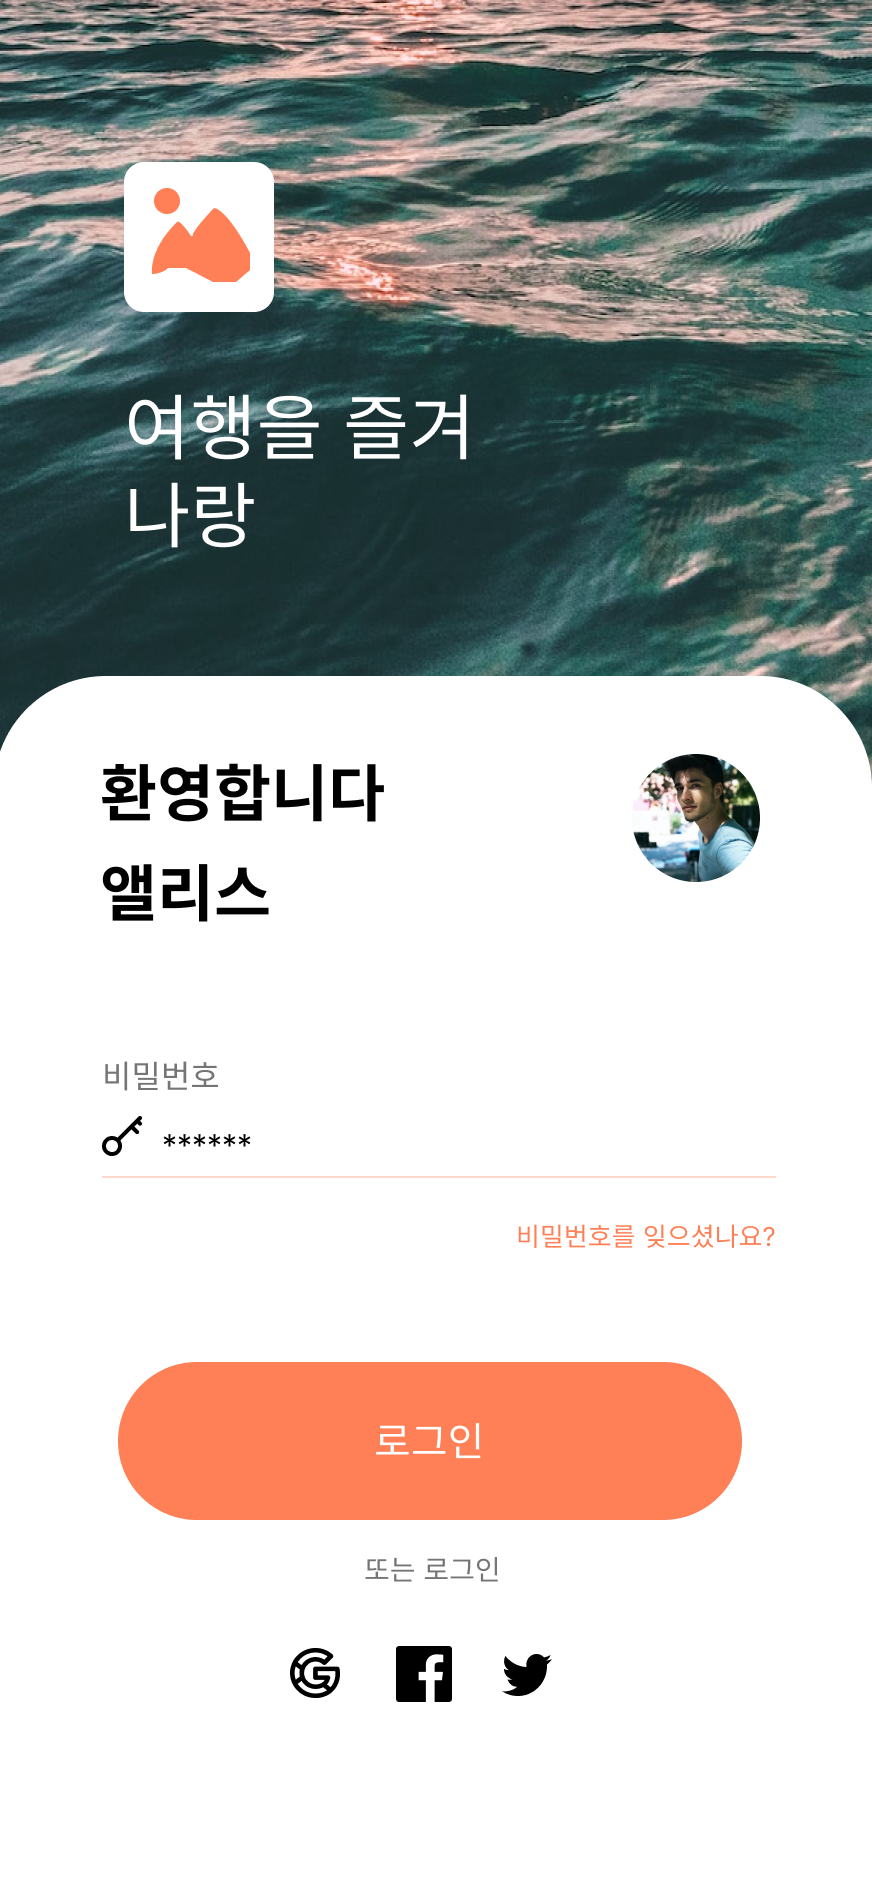 여행을 즐겨
나랑
환영합니다
앨리스
비밀번호
******
비밀번호를 잊으셨나요?
로그인
또는 로그인